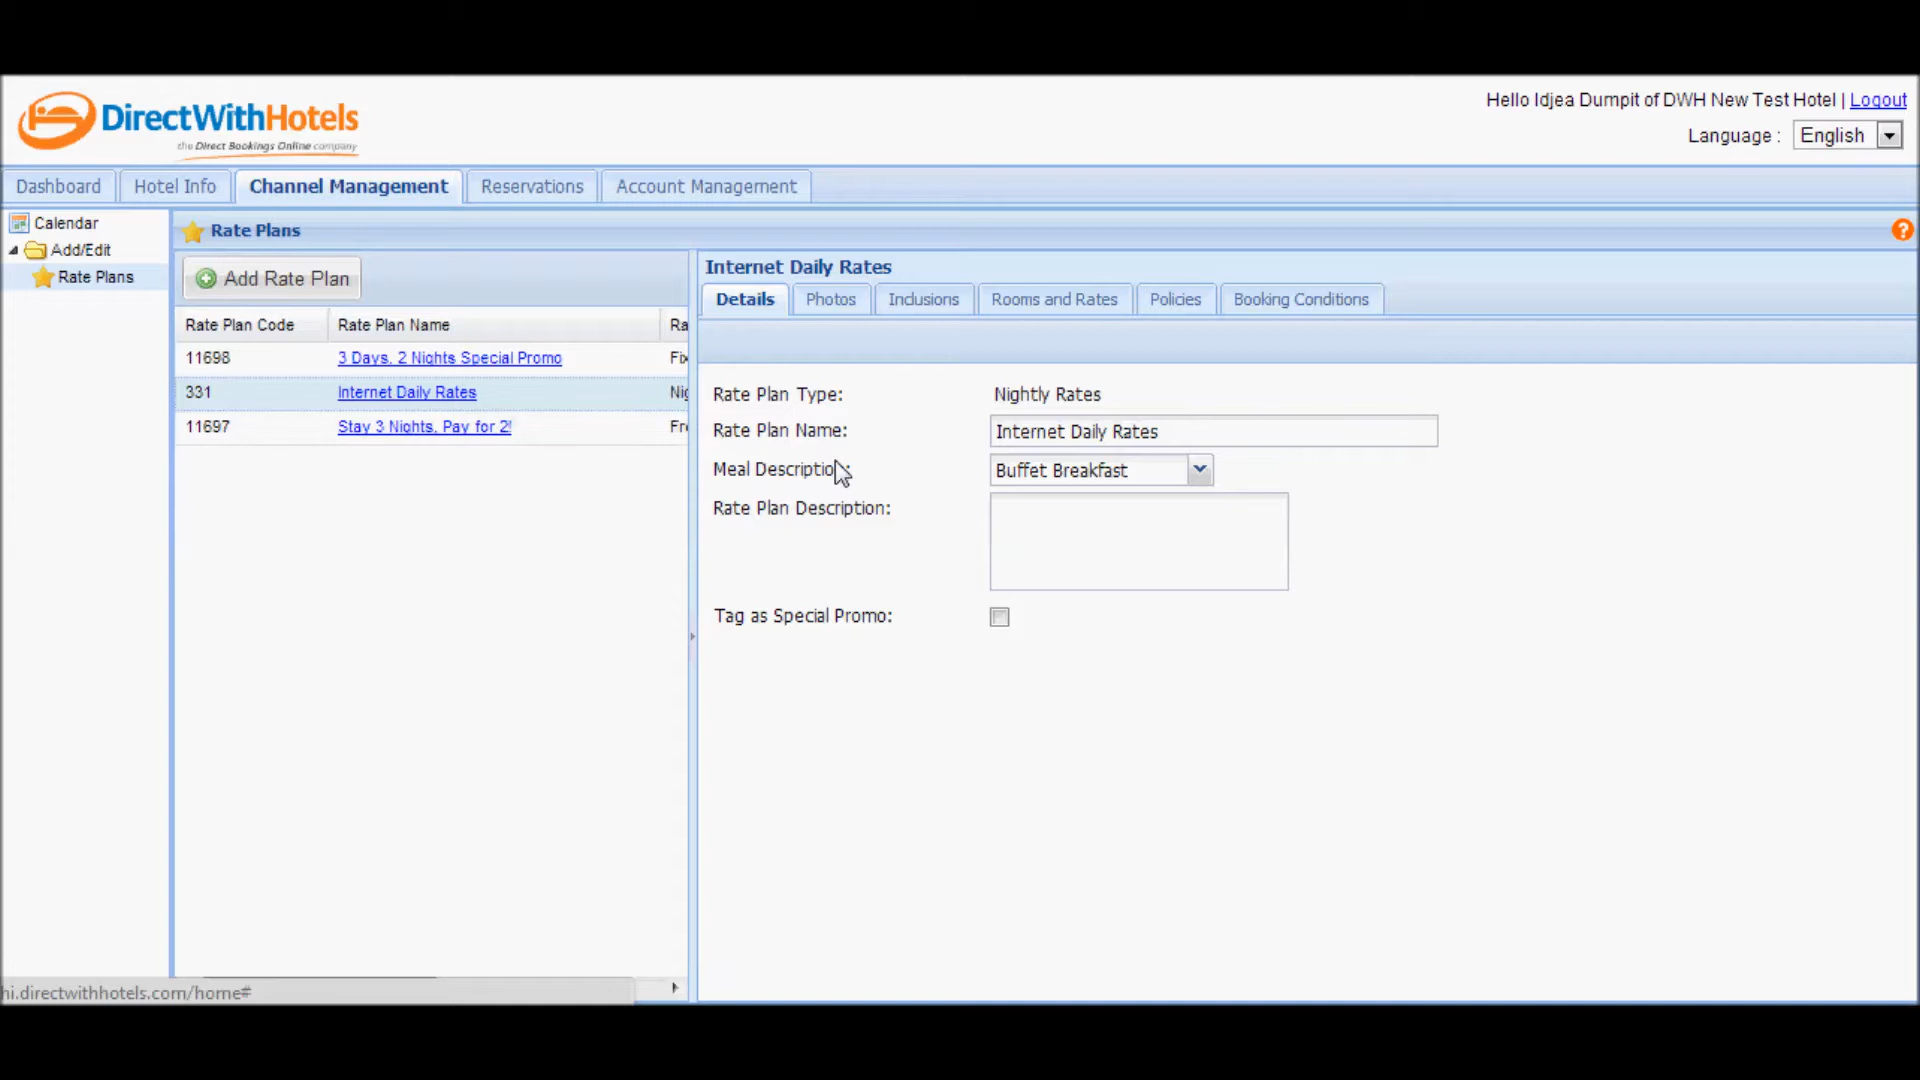 DirectWithHotels
the Direct Bookings Online company
Hello Idjea Dumpit of DWH New Test Hotel | Logout
Language : English
Dashboard Hotel Info Channel Management Reservations Account Management
Calendar
Add/Edit
Rate Plans
Rate Plans
Add Rate Plan
Rate Plan Code Rate Plan Name Ra
11698 3 Days, 2 Nights Special Promo Fix
331 Internet Daily Rates Nig
11697 Stay 3 Nights, Pay for 2! Fre
Internet Daily Rates
Details Photos Inclusions Rooms and Rates Policies Booking Conditions
Rate Plan Type: Nightly Rates
Rate Plan Name: Internet Daily Rates
Meal Description: Buffet Breakfast
Rate Plan Description:
Tag as Special Promo:
hi.directwithhotels.com/home#